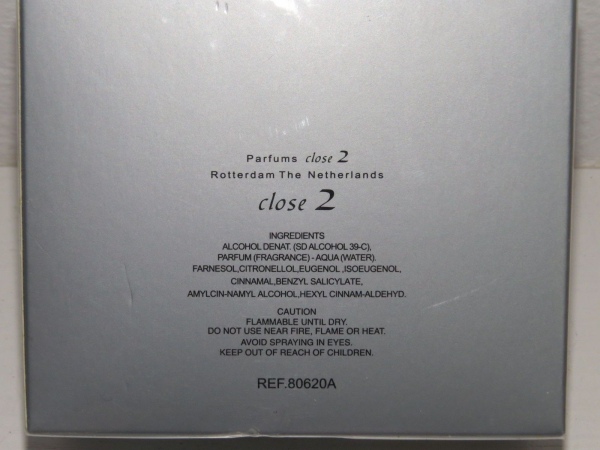 Parfums close 2
Rotterdam The Netherlands
close 2
INGREDIENTS
ALCOHOL DENAT. (SD ALCOHOL 39-C),
PARFUM (FRAGRANCE) - AQUA (WATER).
FARNESOL,CITRONELLOL,EUGENOL ,ISOEUGENOL,
CINNAMAL,BENZYL SALICYLATE,
AMYLCIN-NAMYL ALCOHOL,HEXYL CINNAM-ALDEHYD.
CAUTION
FLAMMABLE UNTIL DRY.
DO NOT USE NEAR FIRE, FLAME OR HEAT.
AVOID SPRAYING IN EYES.
KEEP OUT OF REACH OF CHILDREN.
REF.80620A